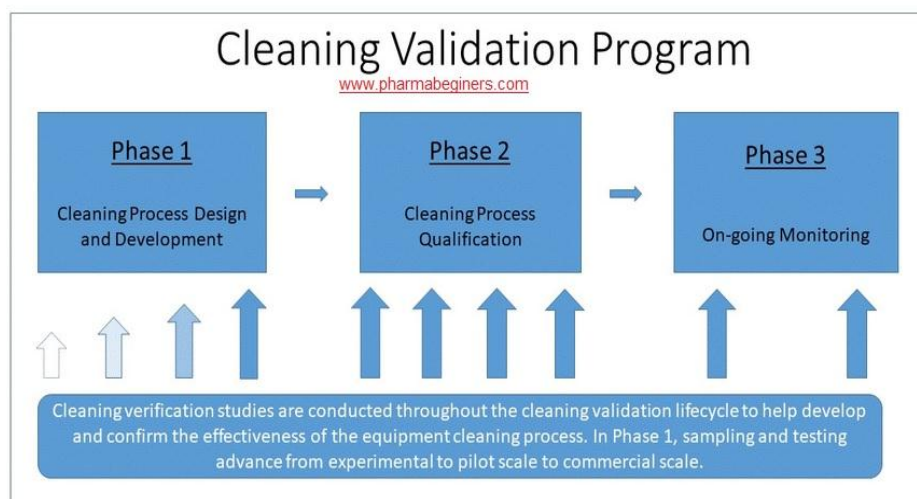 Cleaning Validation Program
www.pharmabeginers.com
Phase 1
Cleaning Process Design
and Development
Phase 2
Cleaning Process
Qualification
Phase 3
On-going Monitoring
Cleaning verification studies are conducted throughout the cleaning validation lifecycle to help develop
and confirm the effectiveness of the equipment cleaning process. In Phase 1, sampling and testing
advance from experimental to pilot scale to commercial scale.